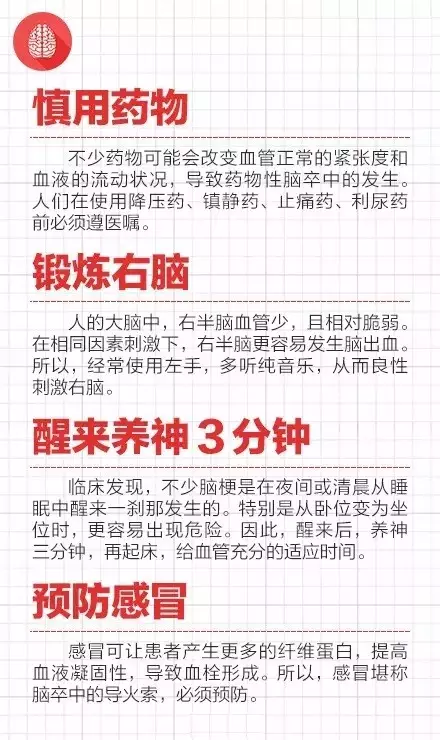 慎用药物
不少药物可能会改变血管正常的紧张度和
血液的流动状况，导致药物性脑卒中的发生。
人们在使用降压药、镇静药、止痛药、利尿药
前必须遵医嘱。
锻炼右脑
人的大脑中，右半脑血管少，且相对脆弱。
在相同因素刺激下，右半脑更容易发生脑出血。
所以，经常使用左手，多听纯音乐，从而良性
刺激右脑。
醒来养神3分钟
临床发现，不少脑梗是在夜间或清晨从睡
眠中醒来一刹那发生的。特别是从卧位变为坐
位时，更容易出现危险。因此，醒来后，养神
三分钟，再起床，给血管充分的适应时间。
预防感冒
感冒可让患者产生更多的纤维蛋白，提高
血液凝固性，导致血栓形成。所以，感冒堪称
脑卒中的导火索，必须预防。